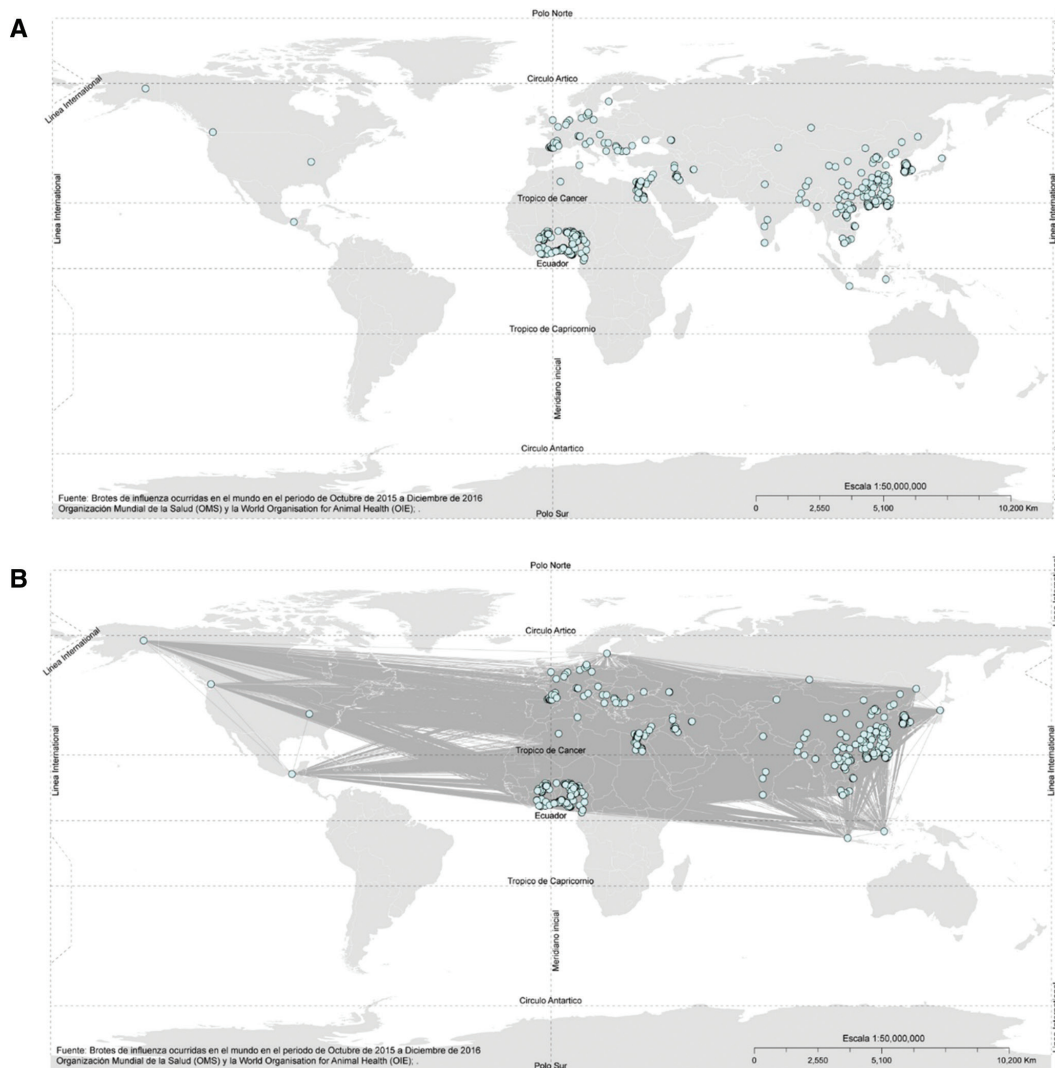 A
Polo Norte
Circulo Artico
Linea International
Linea International
Linea International
Tropico de Cancer
Ecuador
Tropico de Capricornio
Meridiano inicial
Circulo Antartico
Fuente: Brotes de influenza ocurridas en el mundo en el periodo de Octubre de 2015 a Diciembre de 2016
Organización Mundial de la Salud (OMS) y la World Organisation for Animal Health (OIE); .
Escala 1:50,000,000
0 2,550 5,100 10,200 Km
Polo Sur
B
Polo Norte
Circulo Artico
Linea International
Linea International
Linea International
Tropico de Cancer
Ecuador
Tropico de Capricornio
Meridiano inicial
Circulo Antartico
Fuente: Brotes de influenza ocurridas en el mundo en el periodo de Octubre de 2015 a Diciembre de 2016
Organización Mundial de la Salud (OMS) y la World Organisation for Animal Health (OIE); .
Escala 1:50,000,000
0 2,550 5,100 10,200 Km
Polo Sur